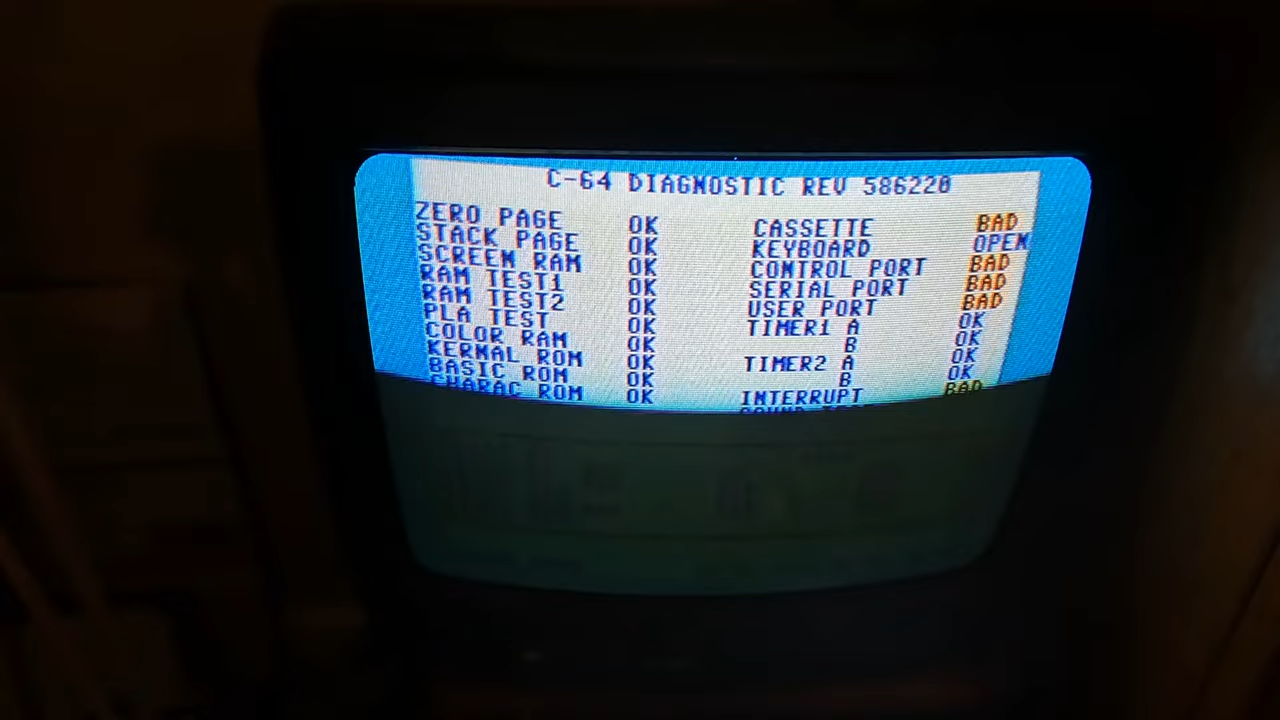 C-64 DIAGNOSTIC REV 586220
ZERO PAGE OK CASSETTE BAD
STACK PAGE OK KEYBOARD OPEN
SCREEN RAM OK CONTROL PORT BAD
RAM TEST1 OK SERIAL PORT BAD
RAM TEST2 OK USER PORT BAD
PLA TEST OK TIMER1 A OK
COLOR RAM OK B OK
KERNAL ROM OK TIMER2 A OK
BASIC ROM OK B OK
CHARAC ROM OK INTERRUPT BAD